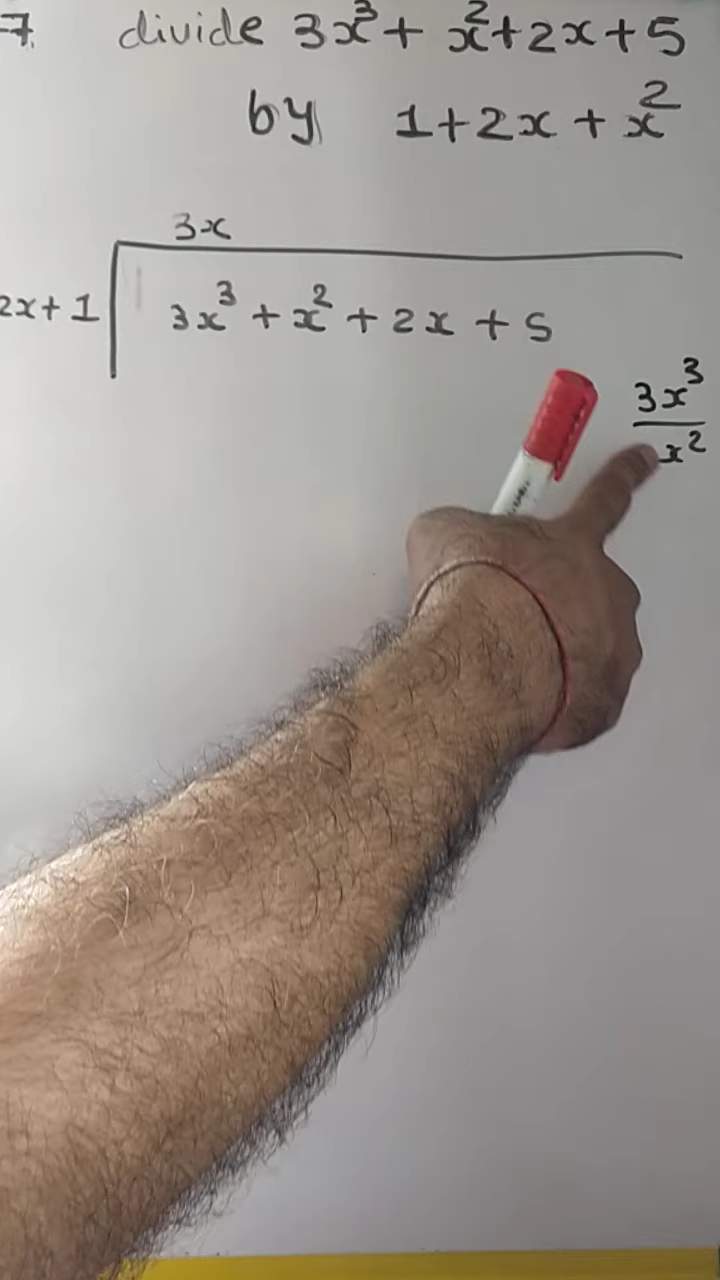 7. divide 3x³ + x² + 2x + 5
by 1 + 2x + x²
3x
2x + 1 3x³ + x² + 2x + 5
3x³
x²